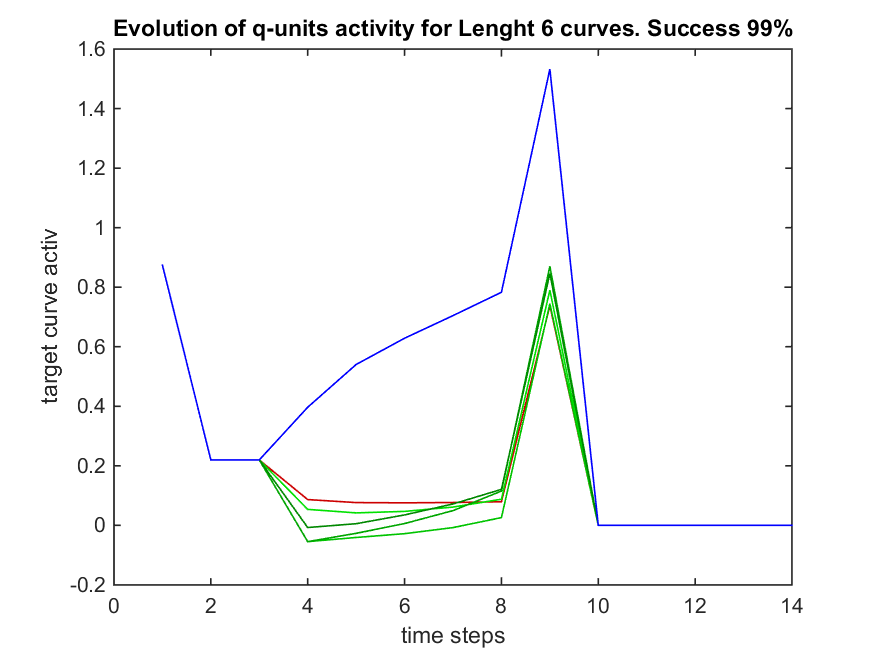 Evolution of q-units activity for Lenght 6 curves. Success 99%
1.6
1.4
1.2
1
0.8
0.6
0.4
0.2
0
-0.2
target curve activ
0 2 4 6 8 10 12 14
time steps